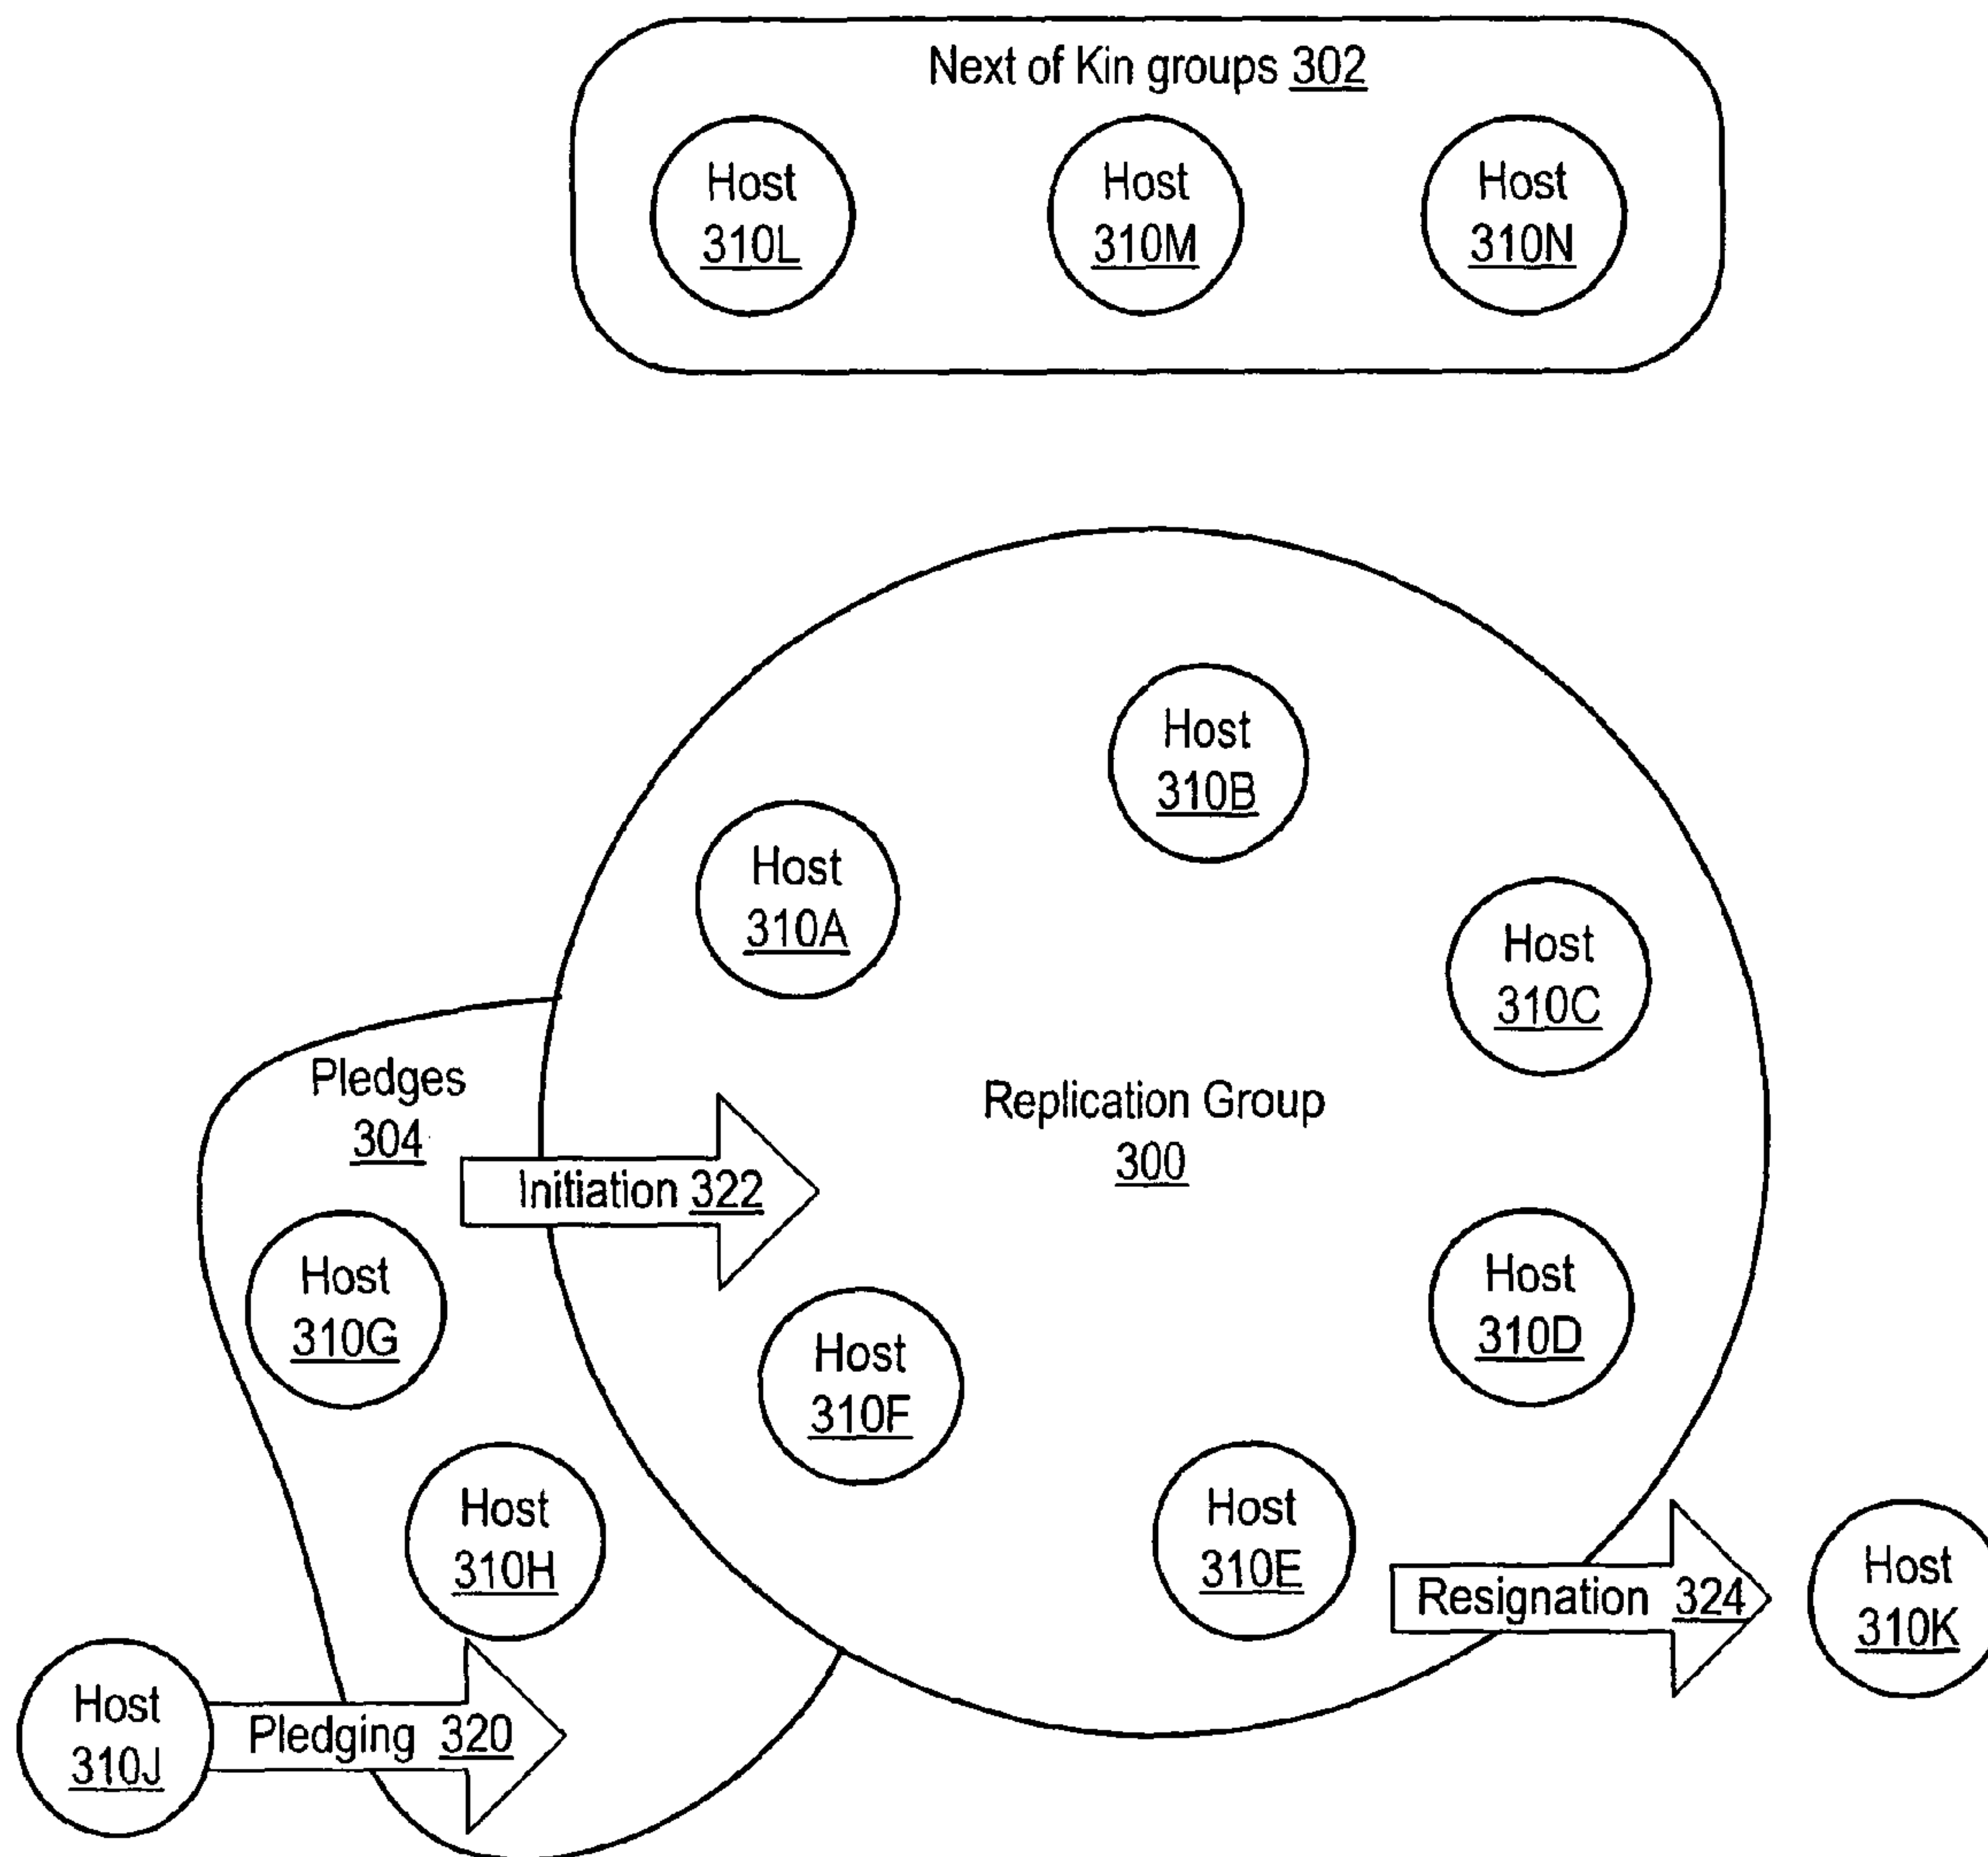 Next of Kin groups 302
Host
310L
Host
310M
Host
310N
Host
310B
Host
310A
Host
310C
Pledges
304
Replication Group
300
Initiation 322
Host
310G
Host
310D
Host
310F
Host
310H
Host
310E
Resignation 324
Host
310K
Host
310J
Pledging 320